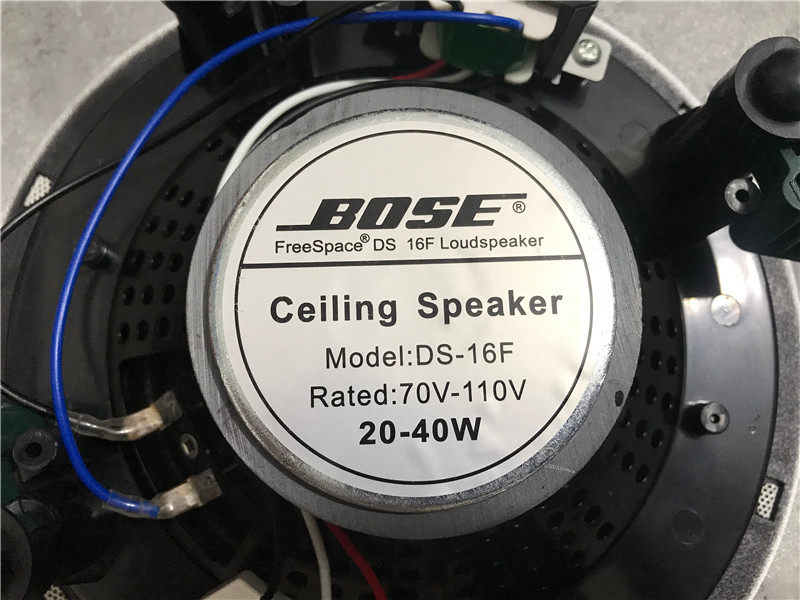 BOSE®
FreeSpace® DS 16F Loudspeaker
Ceiling Speaker
Model:DS-16F
Rated:70V-110V
20-40W